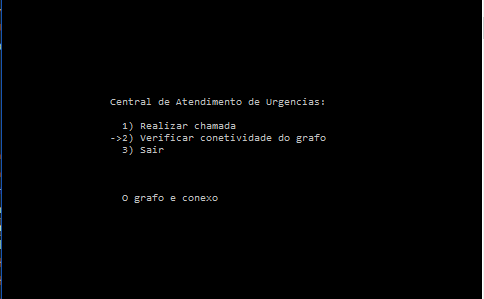 Central de Atendimento de Urgencias:
1) Realizar chamada
->2) Verificar conetividade do grafo
3) Sair
O grafo e conexo